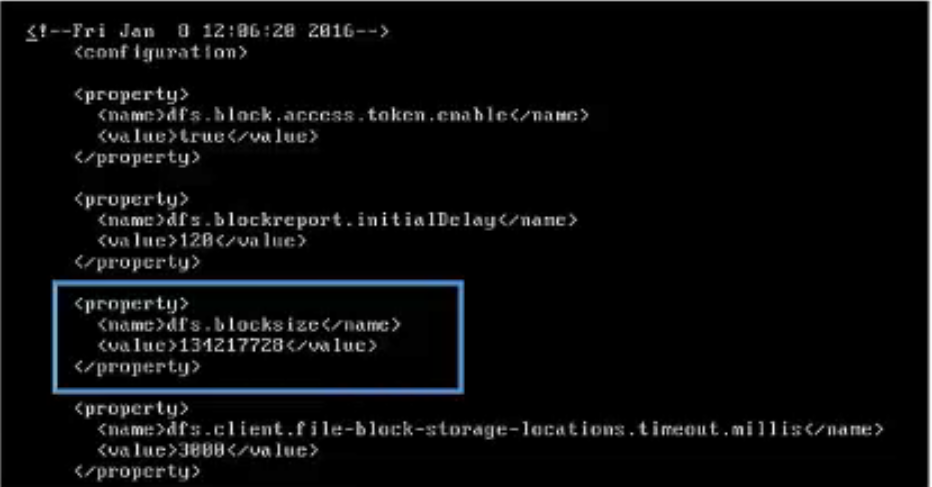 <!--Fri Jan  8 12:06:20 2016-->
<configuration>
<property>
<name>dfs.block.access.token.enable</name>
<value>true</value>
</property>
<property>
<name>dfs.blockreport.initialDelay</name>
<value>120</value>
</property>
<property>
<name>dfs.blocksize</name>
<value>134217728</value>
</property>
<property>
<name>dfs.client.file-block-storage-locations.timeout.millis</name>
<value>3000</value>
</property>